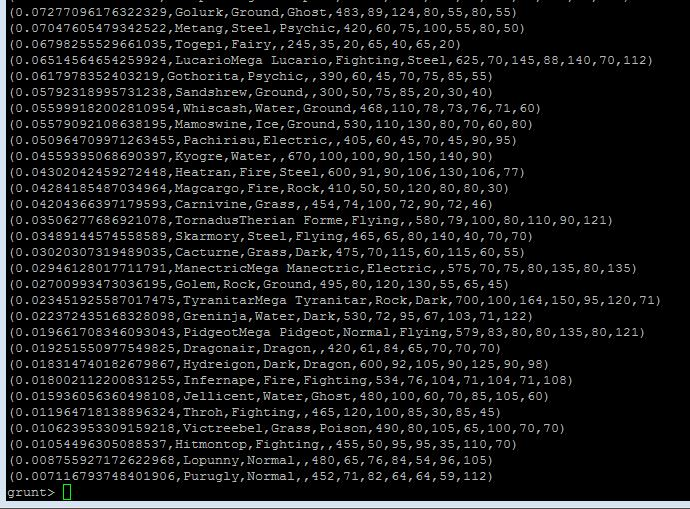 (0.07277096176322329,Golurk,Ground,Ghost,483,89,124,80,55,80,55)
(0.07047605479342522,Metang,Steel,Psychic,420,60,75,100,55,80,50)
(0.06798255529661035,Togepi,Fairy,,245,35,20,65,40,65,20)
(0.06514564654259924,LucarioMega Lucario,Fighting,Steel,625,70,145,88,140,70,112)
(0.0617978352403219,Gothorita,Psychic,,390,60,45,70,75,85,55)
(0.05792318995731238,Sandshrew,Ground,,300,50,75,85,20,30,40)
(0.055999182002810954,Whiscash,Water,Ground,468,110,78,73,76,71,60)
(0.05579092108638195,Mamoswine,Ice,Ground,530,110,130,80,70,60,80)
(0.050964709971263455,Pachirisu,Electric,,405,60,45,70,45,90,95)
(0.04559395068690397,Kyogre,Water,,670,100,100,90,150,140,90)
(0.04302042459272448,Heatran,Fire,Steel,600,91,90,106,130,106,77)
(0.04284185487034964,Magcargo,Fire,Rock,410,50,50,120,80,80,30)
(0.04204366397179593,Carnivine,Grass,,454,74,100,72,90,72,46)
(0.03506277686921078,TornadusTherian Forme,Flying,,580,79,100,80,110,90,121)
(0.03489144574558589,Skarmory,Steel,Flying,465,65,80,140,40,70,70)
(0.03020307319489035,Cacturne,Grass,Dark,475,70,115,60,115,60,55)
(0.02946128017711791,ManectricMega Manectric,Electric,,575,70,75,80,135,80,135)
(0.02700993473036195,Golem,Rock,Ground,495,80,120,130,55,65,45)
(0.023451925587017475,TyranitarMega Tyranitar,Rock,Dark,700,100,164,150,95,120,71)
(0.022372435168328098,Greninja,Water,Dark,530,72,95,67,103,71,122)
(0.019661708346093043,PidgeotMega Pidgeot,Normal,Flying,579,83,80,80,135,80,121)
(0.019251550977549825,Dragonair,Dragon,,420,61,84,65,70,70,70)
(0.018314740182679867,Hydreigon,Dark,Dragon,600,92,105,90,125,90,98)
(0.018002112200831255,Infernape,Fire,Fighting,534,76,104,71,104,71,108)
(0.015936056360498108,Jellicent,Water,Ghost,480,100,60,70,85,105,60)
(0.011964718138896324,Throh,Fighting,,465,120,100,85,30,85,45)
(0.010623953309159218,Victreebel,Grass,Poison,490,80,105,65,100,70,70)
(0.01054496305088537,Hitmontop,Fighting,,455,50,95,95,35,110,70)
(0.008755927172622968,Lopunny,Normal,,480,65,76,84,54,96,105)
(0.007116793748401906,Purugly,Normal,,452,71,82,64,64,59,112)
grunt>